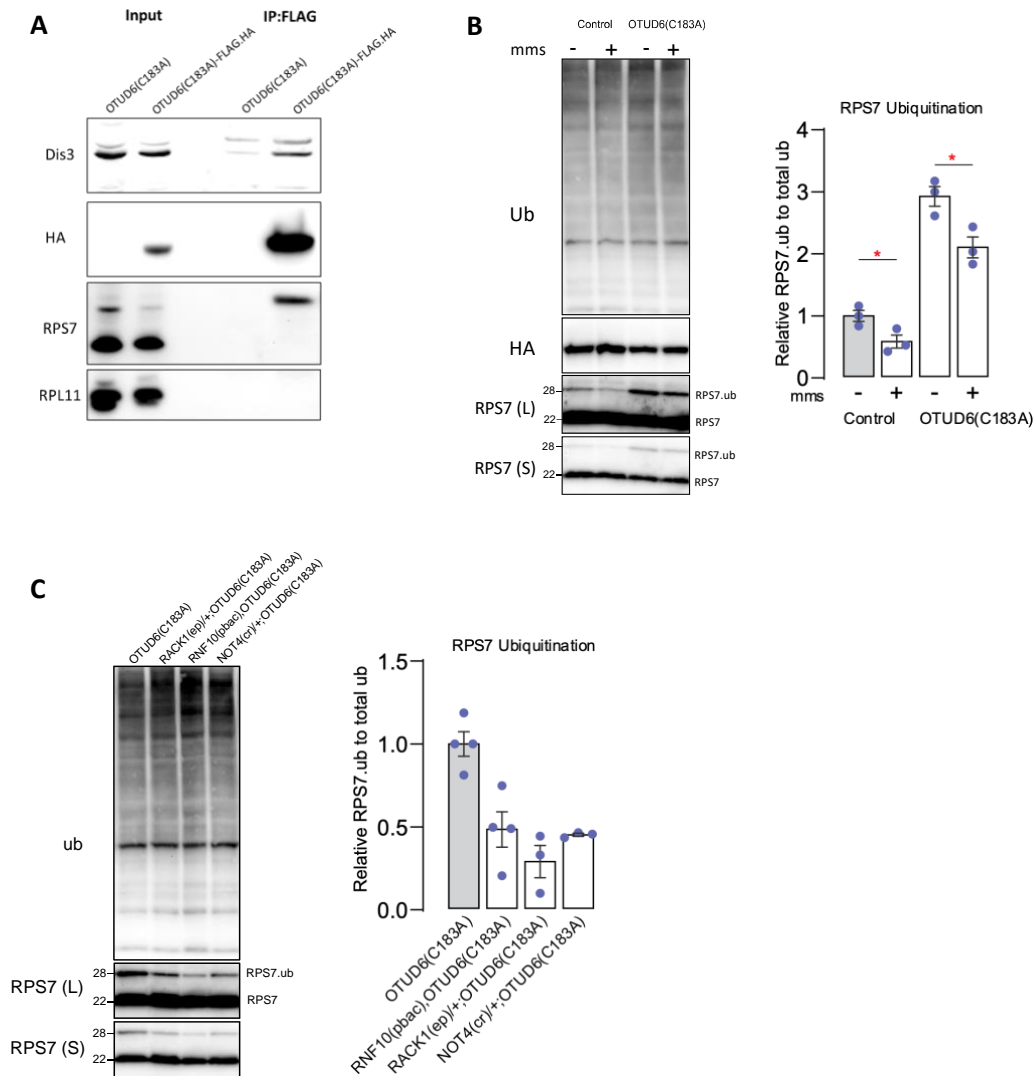 A
Input
IP:FLAG
OTUD6(C183A)
OTUD6(C183A)-FLAG.HA
OTUD6(C183A)
OTUD6(C183A)-FLAG.HA
Dis3
HA
RPS7
RPL11
B
Control
OTUD6(C183A)
mms - + - +
Ub
HA
RPS7 (L)
28
22
RPS7.ub
RPS7
RPS7 (S)
28
22
RPS7.ub
RPS7
RPS7 Ubiquitination
Relative RPS7.ub to total ub
4
3
2
1
0
*
*
mms - + - +
Control
OTUD6(C183A)
C
OTUD6(C183A)
RACK1(ep)/+;OTUD6(C183A)
RNF10(pbac),OTUD6(C183A)
NOT4(cr)/+;OTUD6(C183A)
ub
RPS7 (L)
28
22
RPS7.ub
RPS7
RPS7 (S)
28
22
RPS7 Ubiquitination
Relative RPS7.ub to total ub
1.5
1.0
0.5
0.0
OTUD6(C183A)
RNF10(pbac),OTUD6(C183A)
RACK1(ep)/+;OTUD6(C183A)
NOT4(cr)/+;OTUD6(C183A)